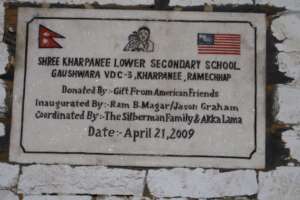 SHREE KHARPANEE LOWER SECONDARY SCHOOL
GAUSHWARA VDC-3, KHARPANEE, RAMECHHAP
Donated By:- Gift From American Friends
Inaugurated By:- Ram B. Magar/Jason Graham
Coordinated By:- The Silberman Family & Akka Lama
Date:- April 21, 2009